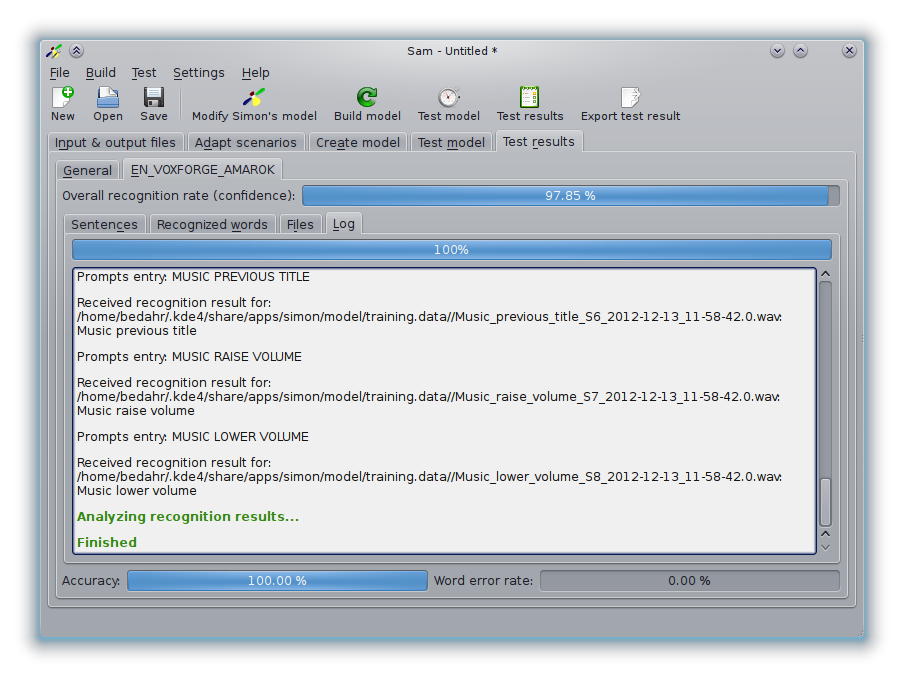 Sam - Untitled *
File Build Test Settings Help
New Open Save Modify Simon's model Build model Test model Test results Export test result
Input & output files Adapt scenarios Create model Test model Test results
General EN_VOXFORGE_AMAROK
Overall recognition rate (confidence): 97.85 %
Sentences Recognized words Files Log
100%
Prompts entry: MUSIC PREVIOUS TITLE
Received recognition result for:
/home/bedahr/.kde4/share/apps/simon/model/training.data//Music_previous_title_S6_2012-12-13_11-58-42.0.wav:
Music previous title
Prompts entry: MUSIC RAISE VOLUME
Received recognition result for:
/home/bedahr/.kde4/share/apps/simon/model/training.data//Music_raise_volume_S7_2012-12-13_11-58-42.0.wav:
Music raise volume
Prompts entry: MUSIC LOWER VOLUME
Received recognition result for:
/home/bedahr/.kde4/share/apps/simon/model/training.data//Music_lower_volume_S8_2012-12-13_11-58-42.0.wav:
Music lower volume
Analyzing recognition results...
Finished
Accuracy: 100.00 % Word error rate: 0.00 %